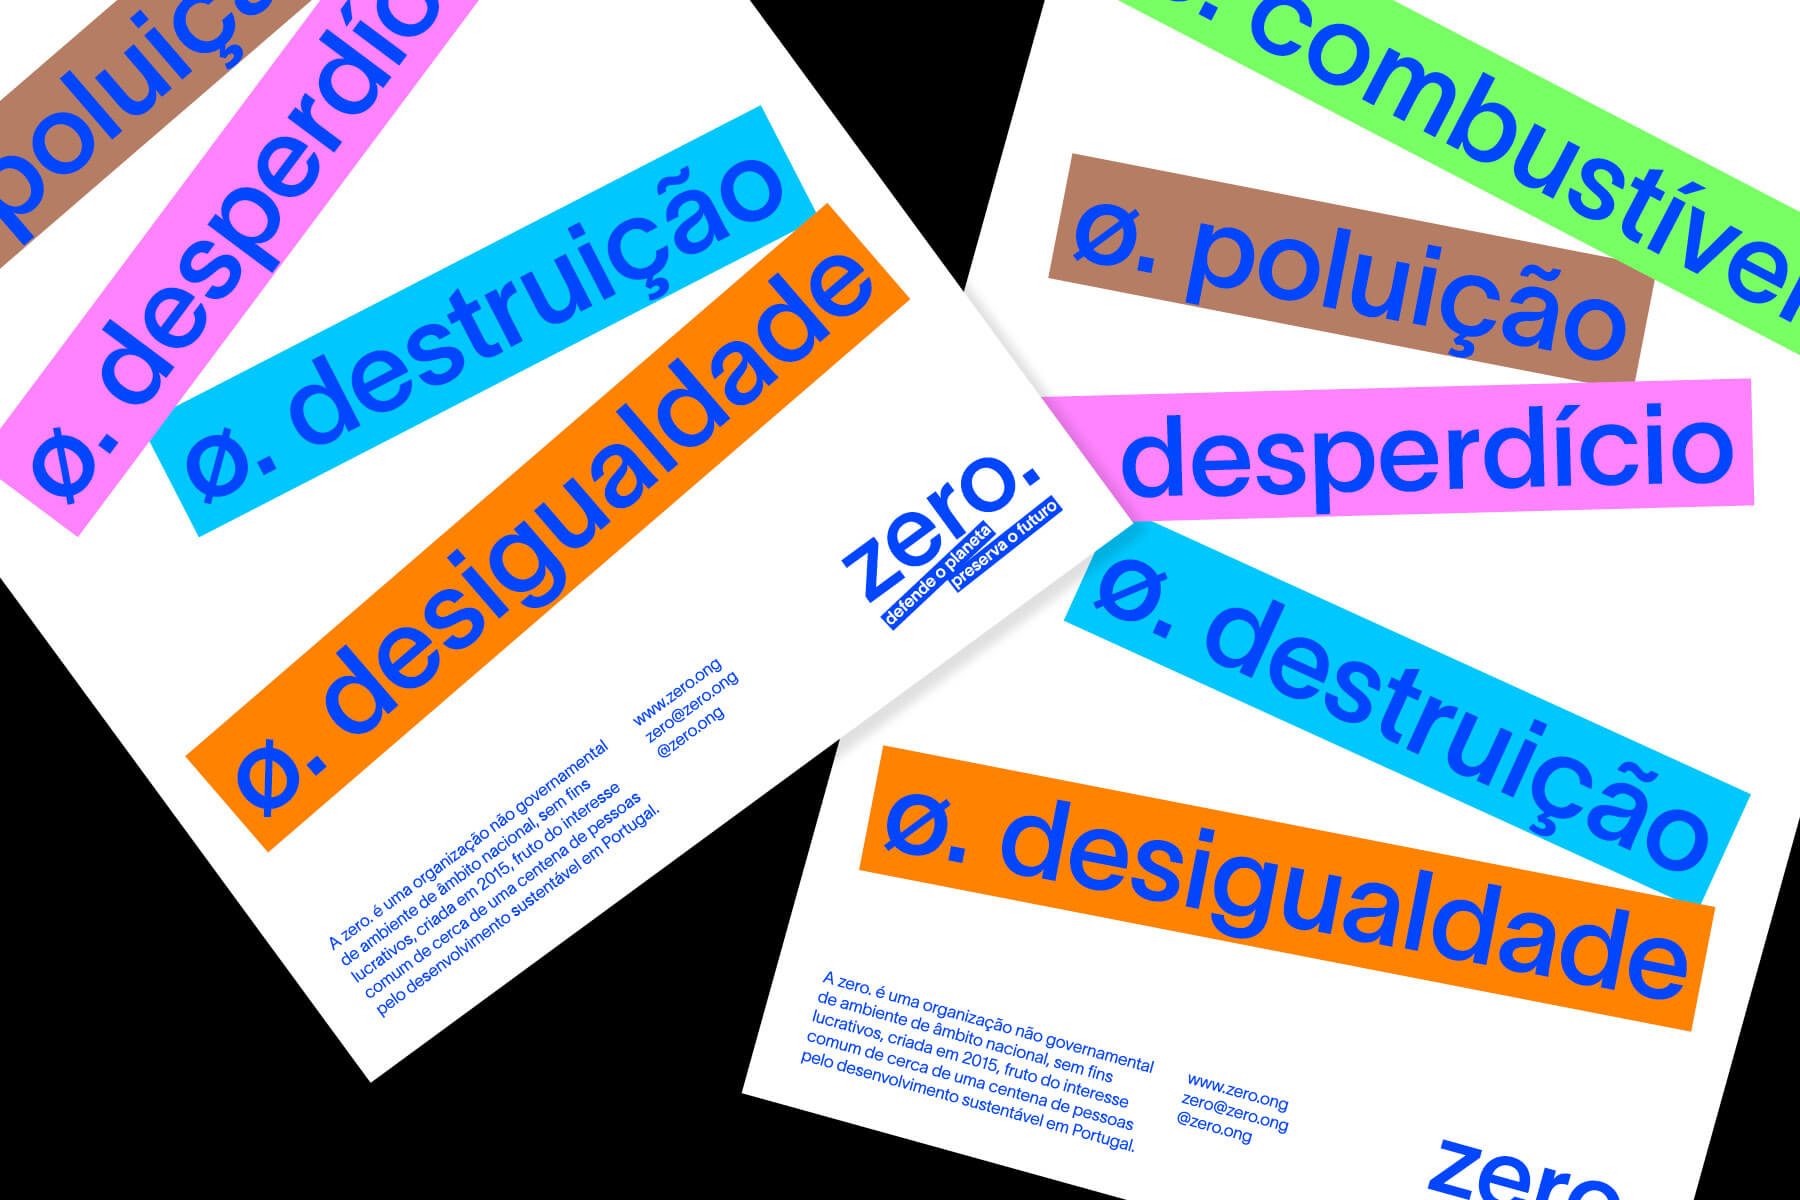 poluiç
ø. desperdío
ø. destruição
ø. desigualdade
zero.
defende o planeta
preserva o futuro
www.zero.ong
zero@zero.ong
@zero.ong
A zero. é uma organização não governamental
de ambiente de âmbito nacional, sem fins
lucrativos, criada em 2015, fruto do interesse
comum de cerca de uma centena de pessoas
pelo desenvolvimento sustentável em Portugal.
ø. combustível
ø. poluição
desperdício
ø. destruição
ø. desigualdade
A zero. é uma organização não governamental
de ambiente de âmbito nacional, sem fins
lucrativos, criada em 2015, fruto do interesse
comum de cerca de uma centena de pessoas
pelo desenvolvimento sustentável em Portugal.
www.zero.ong
zero@zero.ong
@zero.ong
zero.